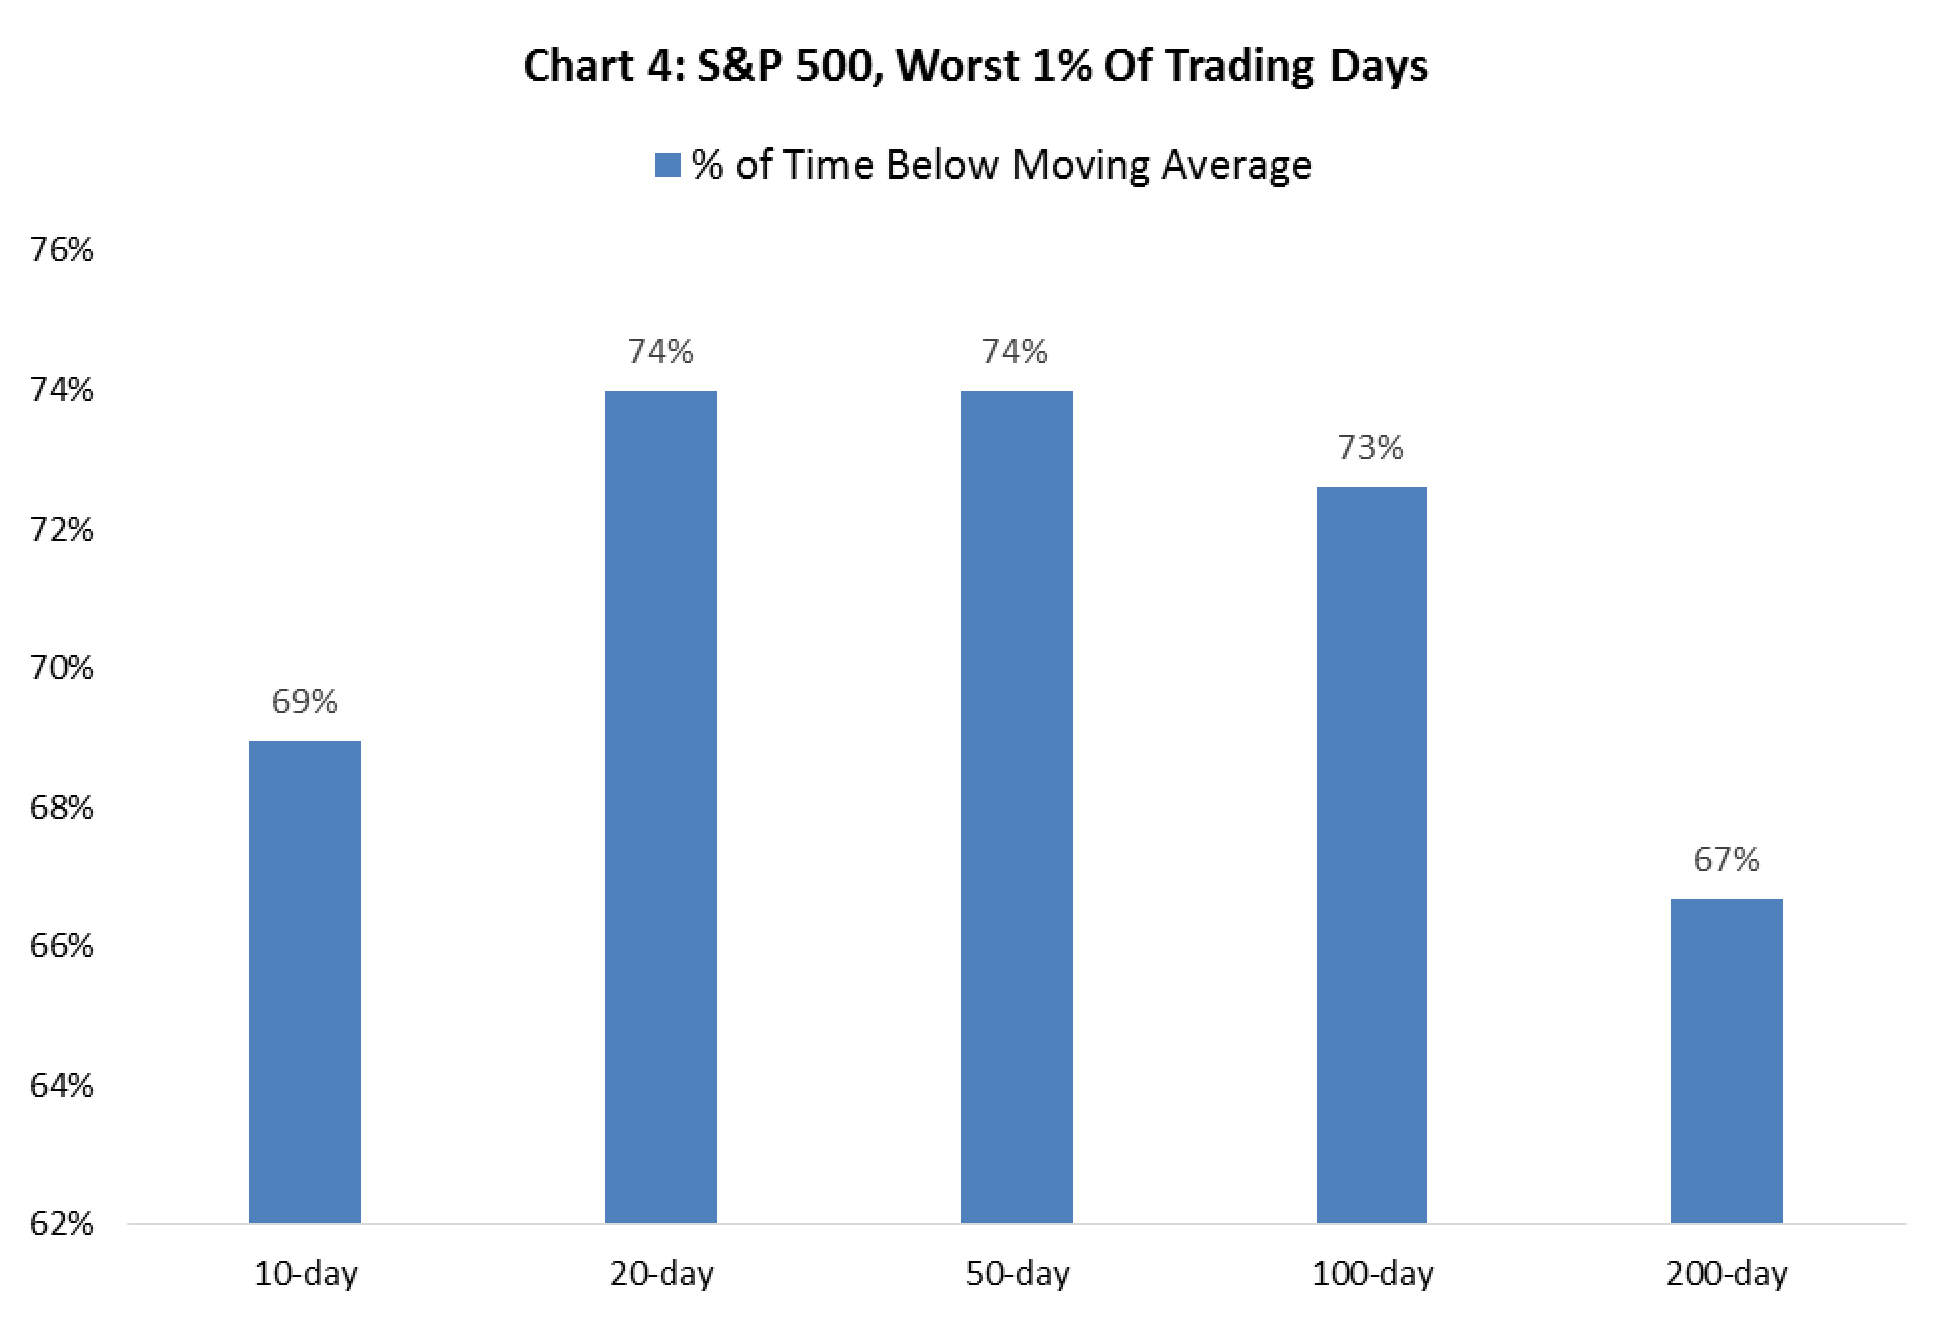 Chart 4: S&P 500, Worst 1% Of Trading Days
% of Time Below Moving Average
76%
74%
72%
70%
68%
66%
64%
62%
69%
74%
74%
73%
67%
10-day
20-day
50-day
100-day
200-day